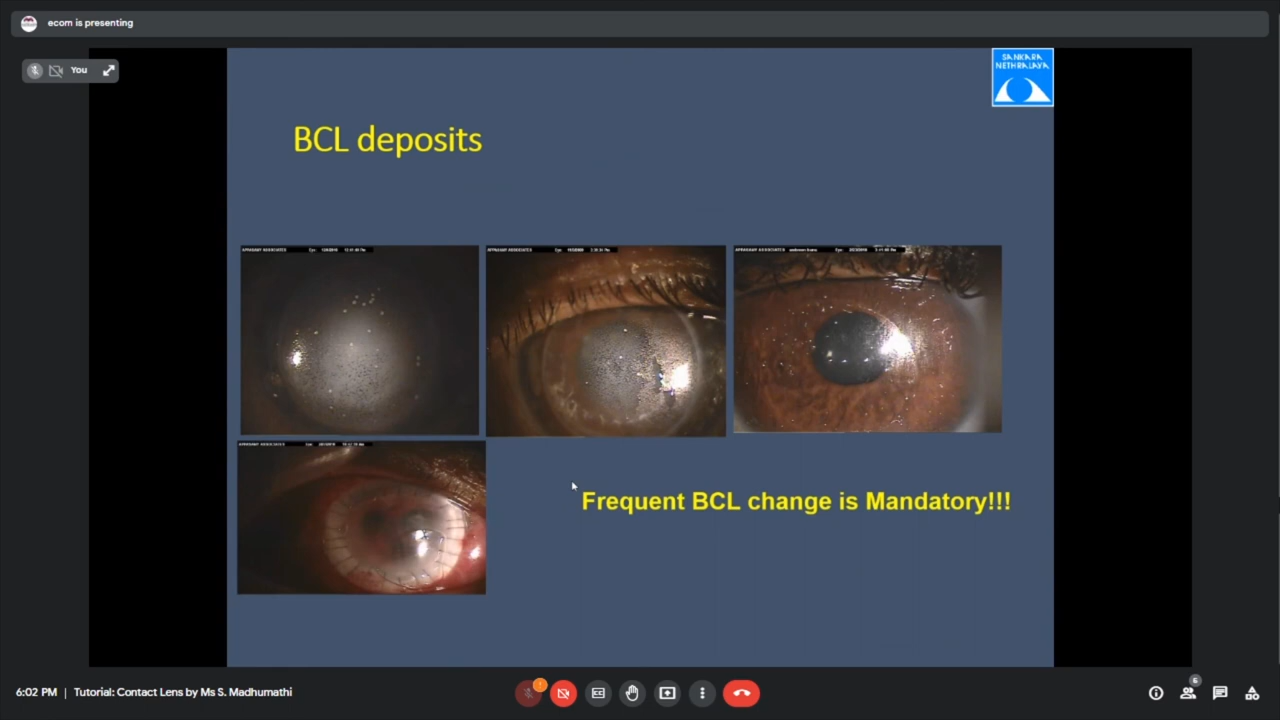 ecom is presenting
You
SANKARA
NETHRALAYA
BCL deposits
Frequent BCL change is Mandatory!!!
6:02 PM | Tutorial: Contact Lens by Ms S. Madhumathi
6